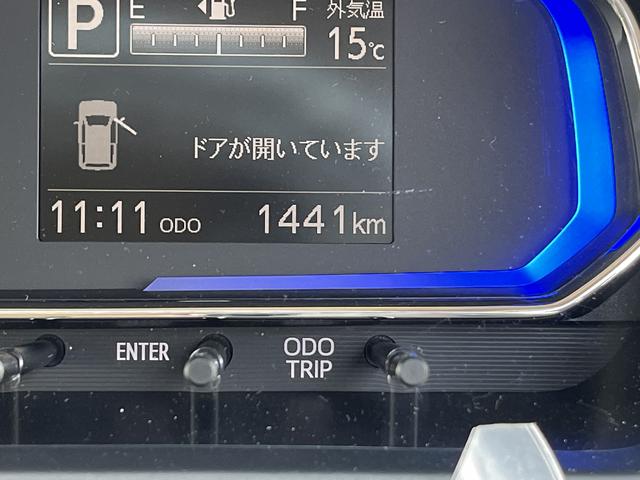 P E F 外気温
15℃
ドアが開いています
11:11 ODO 1441km
ENTER ODO
TRIP